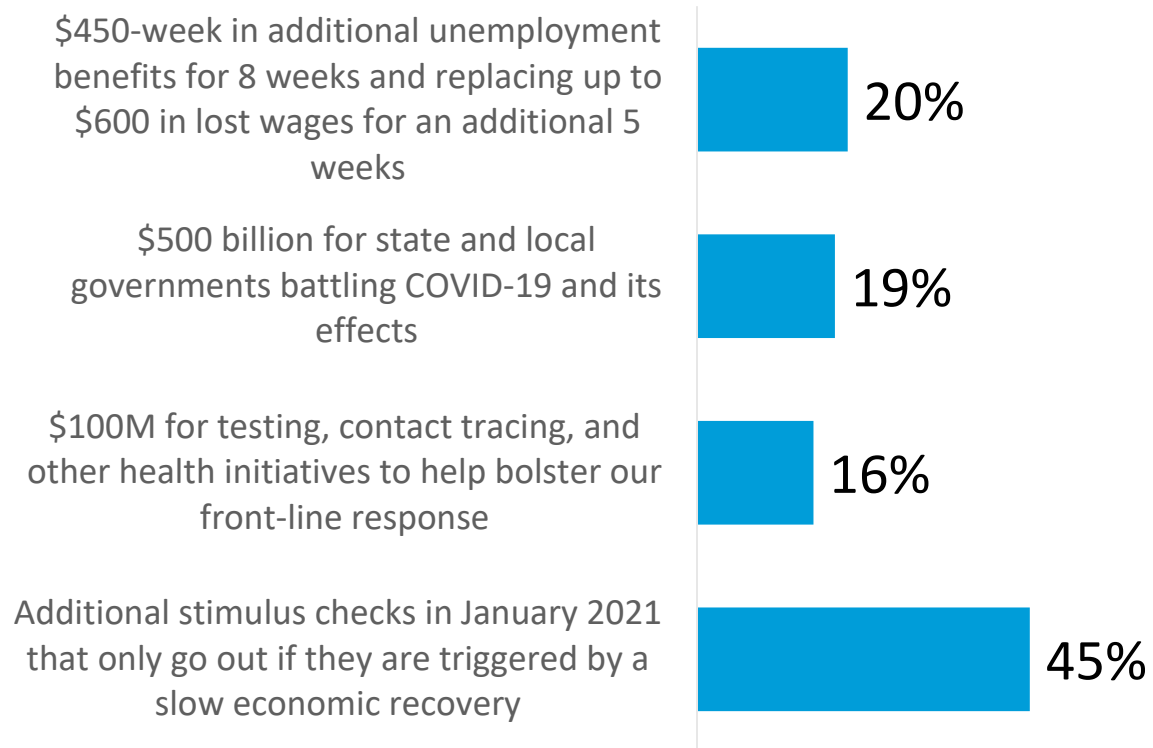 $450-week in additional unemployment
benefits for 8 weeks and replacing up to
$600 in lost wages for an additional 5
weeks
20%
$500 billion for state and local
governments battling COVID-19 and its
effects
19%
$100M for testing, contact tracing, and
other health initiatives to help bolster our
front-line response
16%
Additional stimulus checks in January 2021
that only go out if they are triggered by a
slow economic recovery
45%